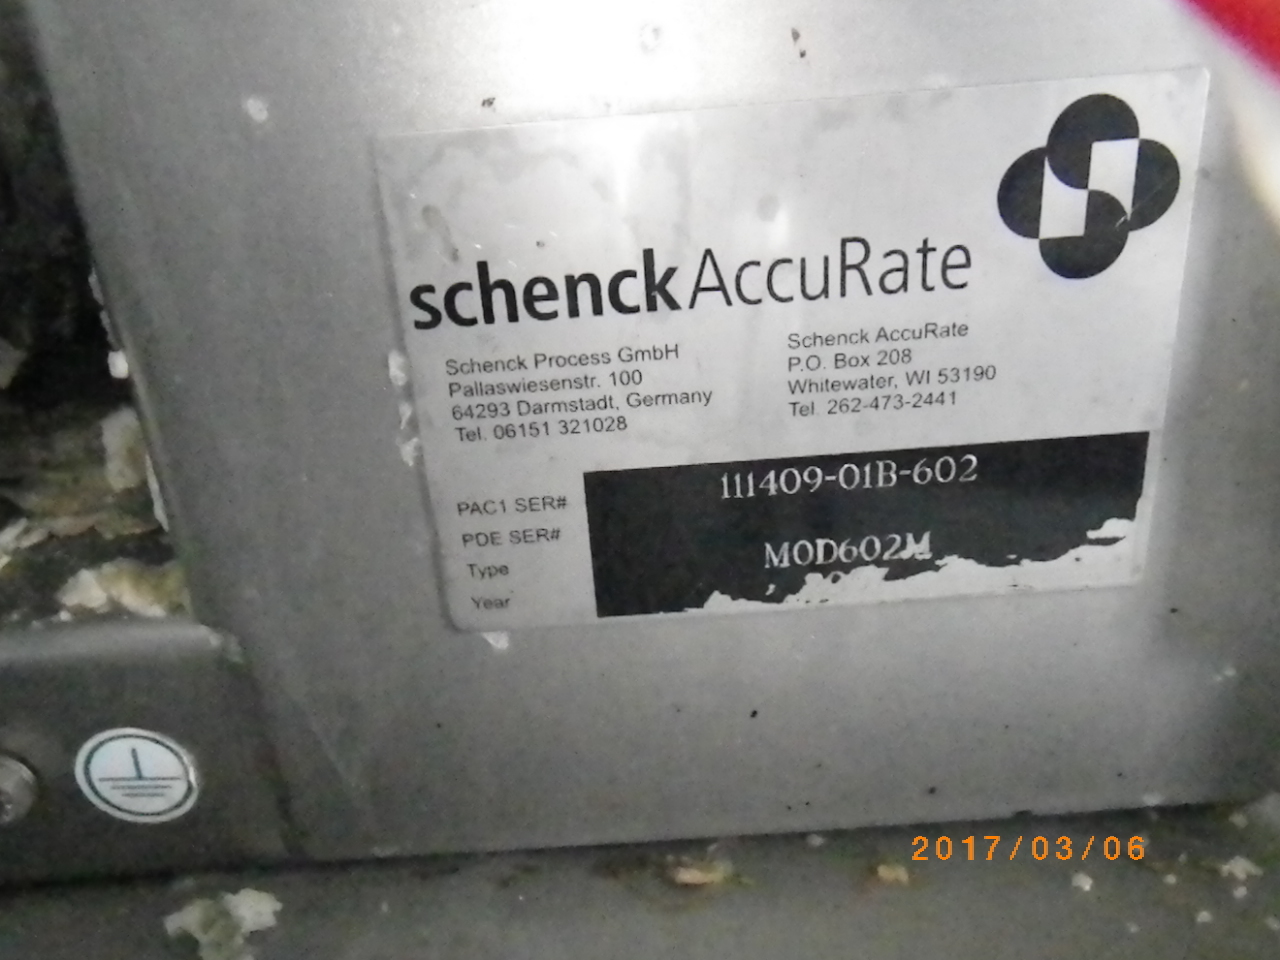 schenck AccuRate
Schenck Process GmbH
Pallaswiesenstr. 100
64293 Darmstadt, Germany
Tel. 06151 321028
Schenck AccuRate
P.O. Box 208
Whitewater, WI 53190
Tel 262-473-2441
PAC1 SER# 111409-01B-602
PDE SER#
Type MOD602M
Year
2017/03/06